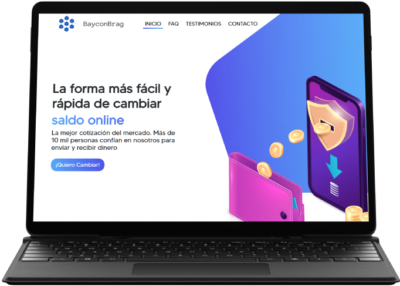 BayconBrag
INICIO FAQ TESTIMONIOS CONTACTO
La forma más fácil y
rápida de cambiar
saldo online
La mejor cotización del mercado. Más de
10 mil personas confían en nosotros para
enviar y recibir dinero
¡Quiero Cambiar!